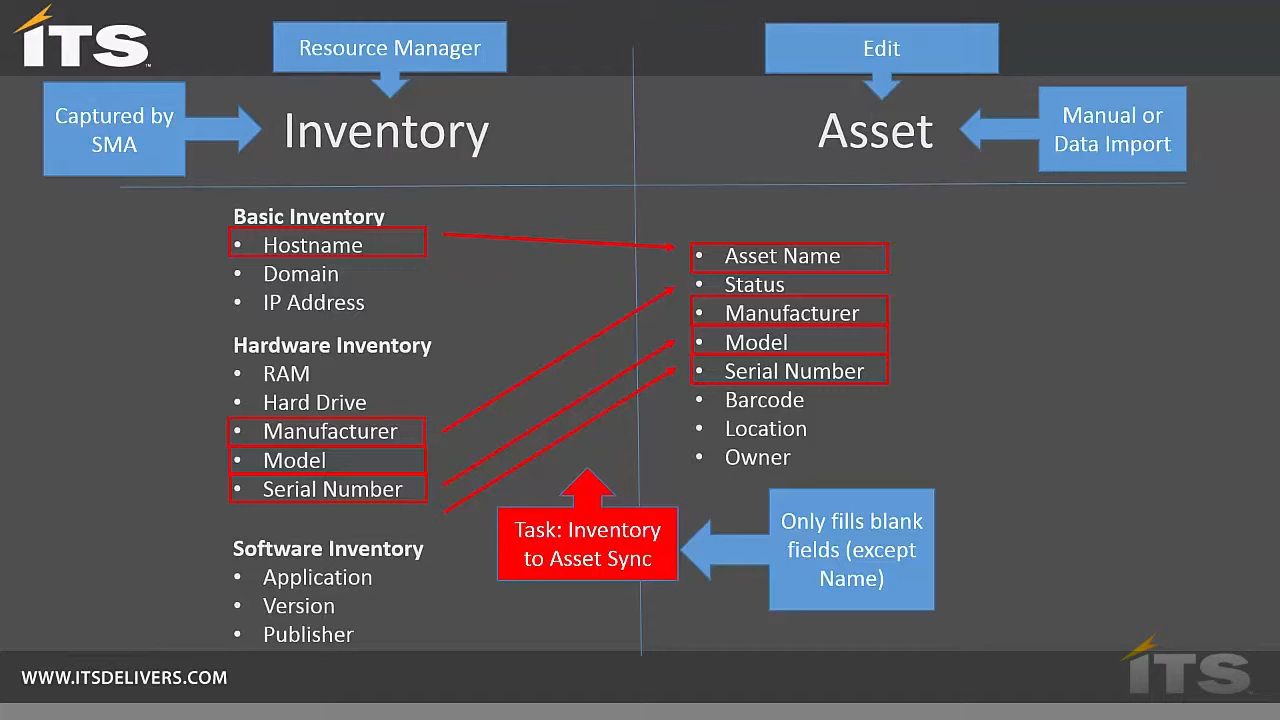 iTS
Resource Manager
Edit
Captured by
SMA
Inventory
Asset
Manual or
Data Import
Basic Inventory
• Hostname
• Domain
• IP Address
Hardware Inventory
• RAM
• Hard Drive
• Manufacturer
• Model
• Serial Number
Software Inventory
• Application
• Version
• Publisher
• Asset Name
• Status
• Manufacturer
• Model
• Serial Number
• Barcode
• Location
• Owner
Task: Inventory
to Asset Sync
Only fills blank
fields (except
Name)
WWW.ITSDELIVERS.COM
iTS